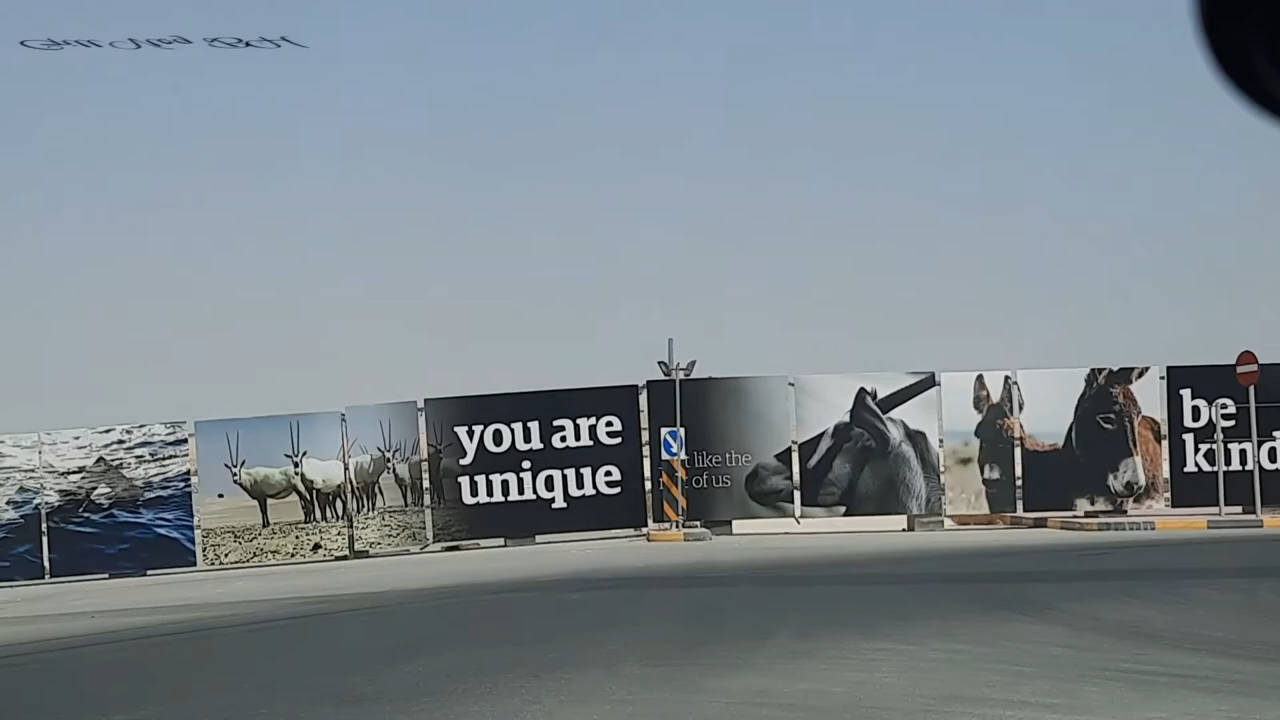 you are
unique
like the
of us
be
kind